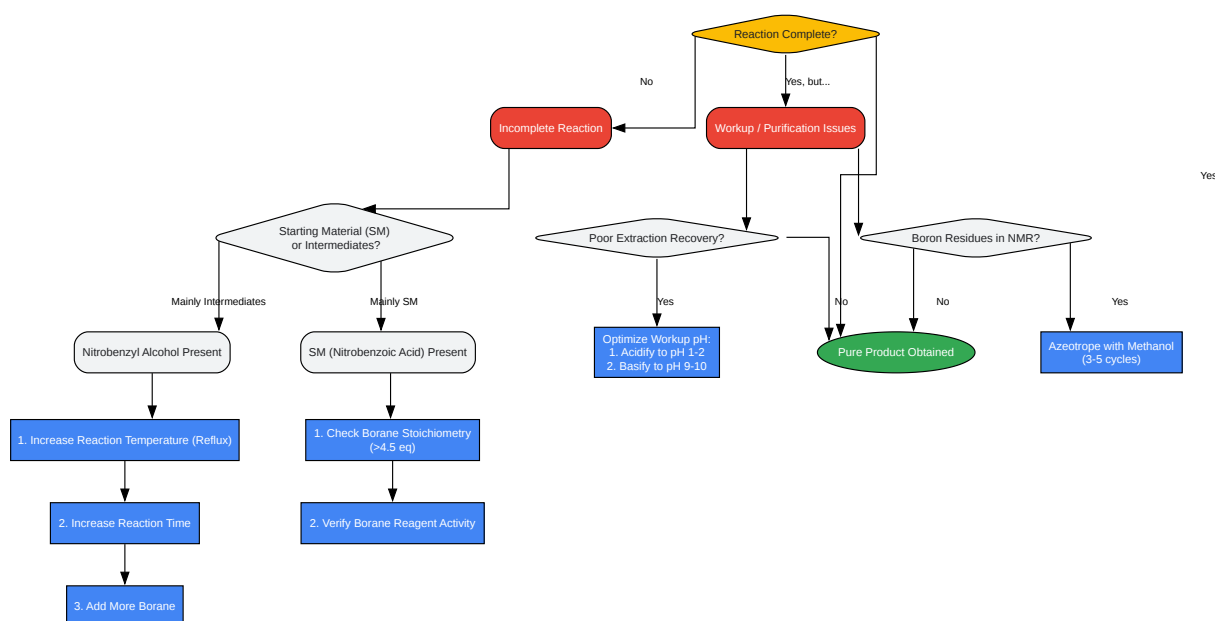 Reaction Complete?
No
Yes, but...
Incomplete Reaction
Workup / Purification Issues
Yes
Starting Material (SM)
or Intermediates?
Poor Extraction Recovery?
Boron Residues in NMR?
Mainly Intermediates
Mainly SM
Yes
No
No
Yes
Nitrobenzyl Alcohol Present
SM (Nitrobenzoic Acid) Present
Optimize Workup pH:
1. Acidify to pH 1-2
2. Basify to pH 9-10
Pure Product Obtained
Azeotrope with Methanol
(3-5 cycles)
1. Increase Reaction Temperature (Reflux)
1. Check Borane Stoichiometry
(>4.5 eq)
2. Increase Reaction Time
2. Verify Borane Reagent Activity
3. Add More Borane